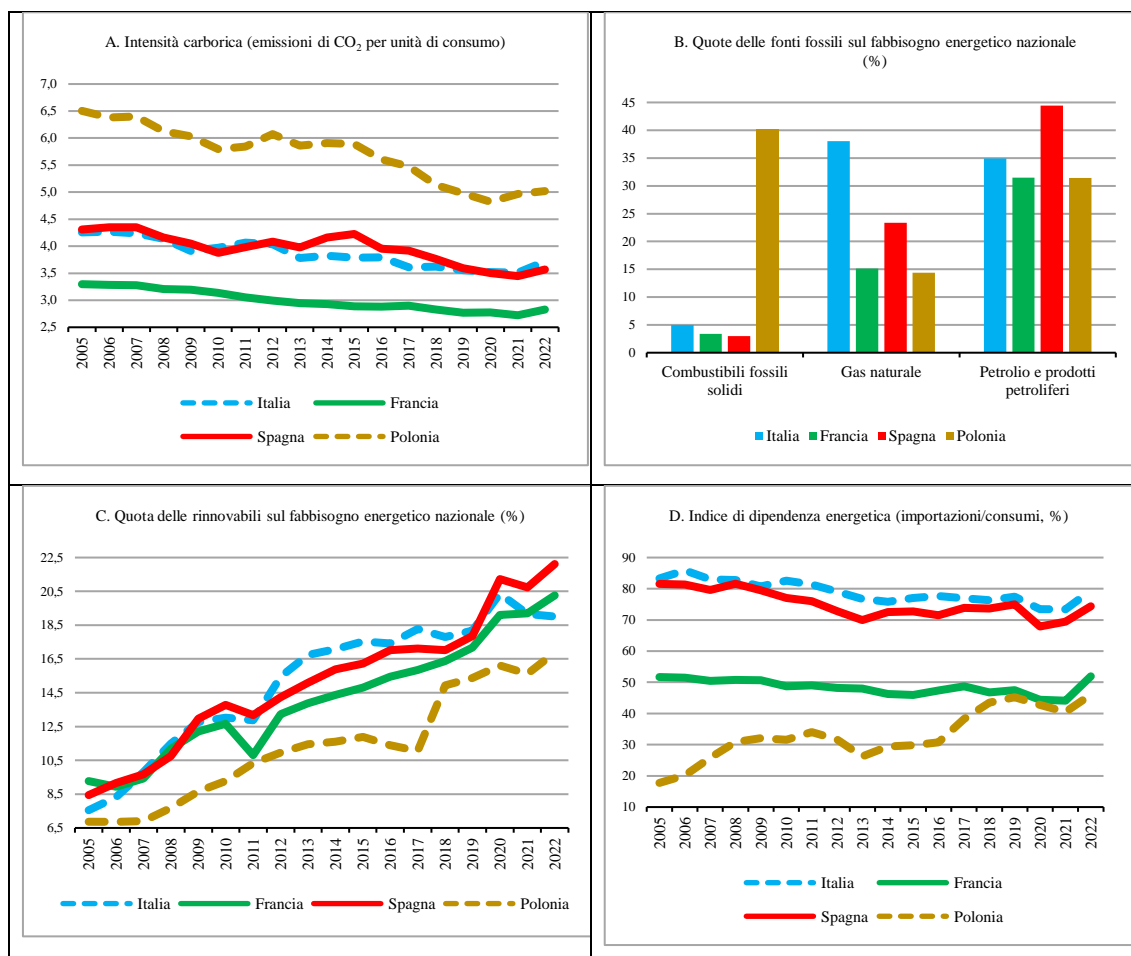 A. Intensità carborica (emissioni di CO2 per unità di consumo)
7,0
6,5
6,0
5,5
5,0
4,5
4,0
3,5
3,0
2,5
2005 2006 2007 2008 2009 2010 2011 2012 2013 2014 2015 2016 2017 2018 2019 2020 2021 2022
Italia Francia
Spagna Polonia
B. Quote delle fonti fossili sul fabbisogno energetico nazionale
(%)
45
40
35
30
25
20
15
10
5
0
Combustibili fossili Gas naturale Petrolio e prodotti
solidi petroliferi
Italia Francia Spagna Polonia
C. Quota delle rinnovabili sul fabbisogno energetico nazionale (%)
22,5
20,5
18,5
16,5
14,5
12,5
10,5
8,5
6,5
2005 2006 2007 2008 2009 2010 2011 2012 2013 2014 2015 2016 2017 2018 2019 2020 2021 2022
Italia Francia Spagna Polonia
D. Indice di dipendenza energetica (importazioni/consumi, %)
90
80
70
60
50
40
30
20
10
2005 2006 2007 2008 2009 2010 2011 2012 2013 2014 2015 2016 2017 2018 2019 2020 2021 2022
Italia Francia
Spagna Polonia